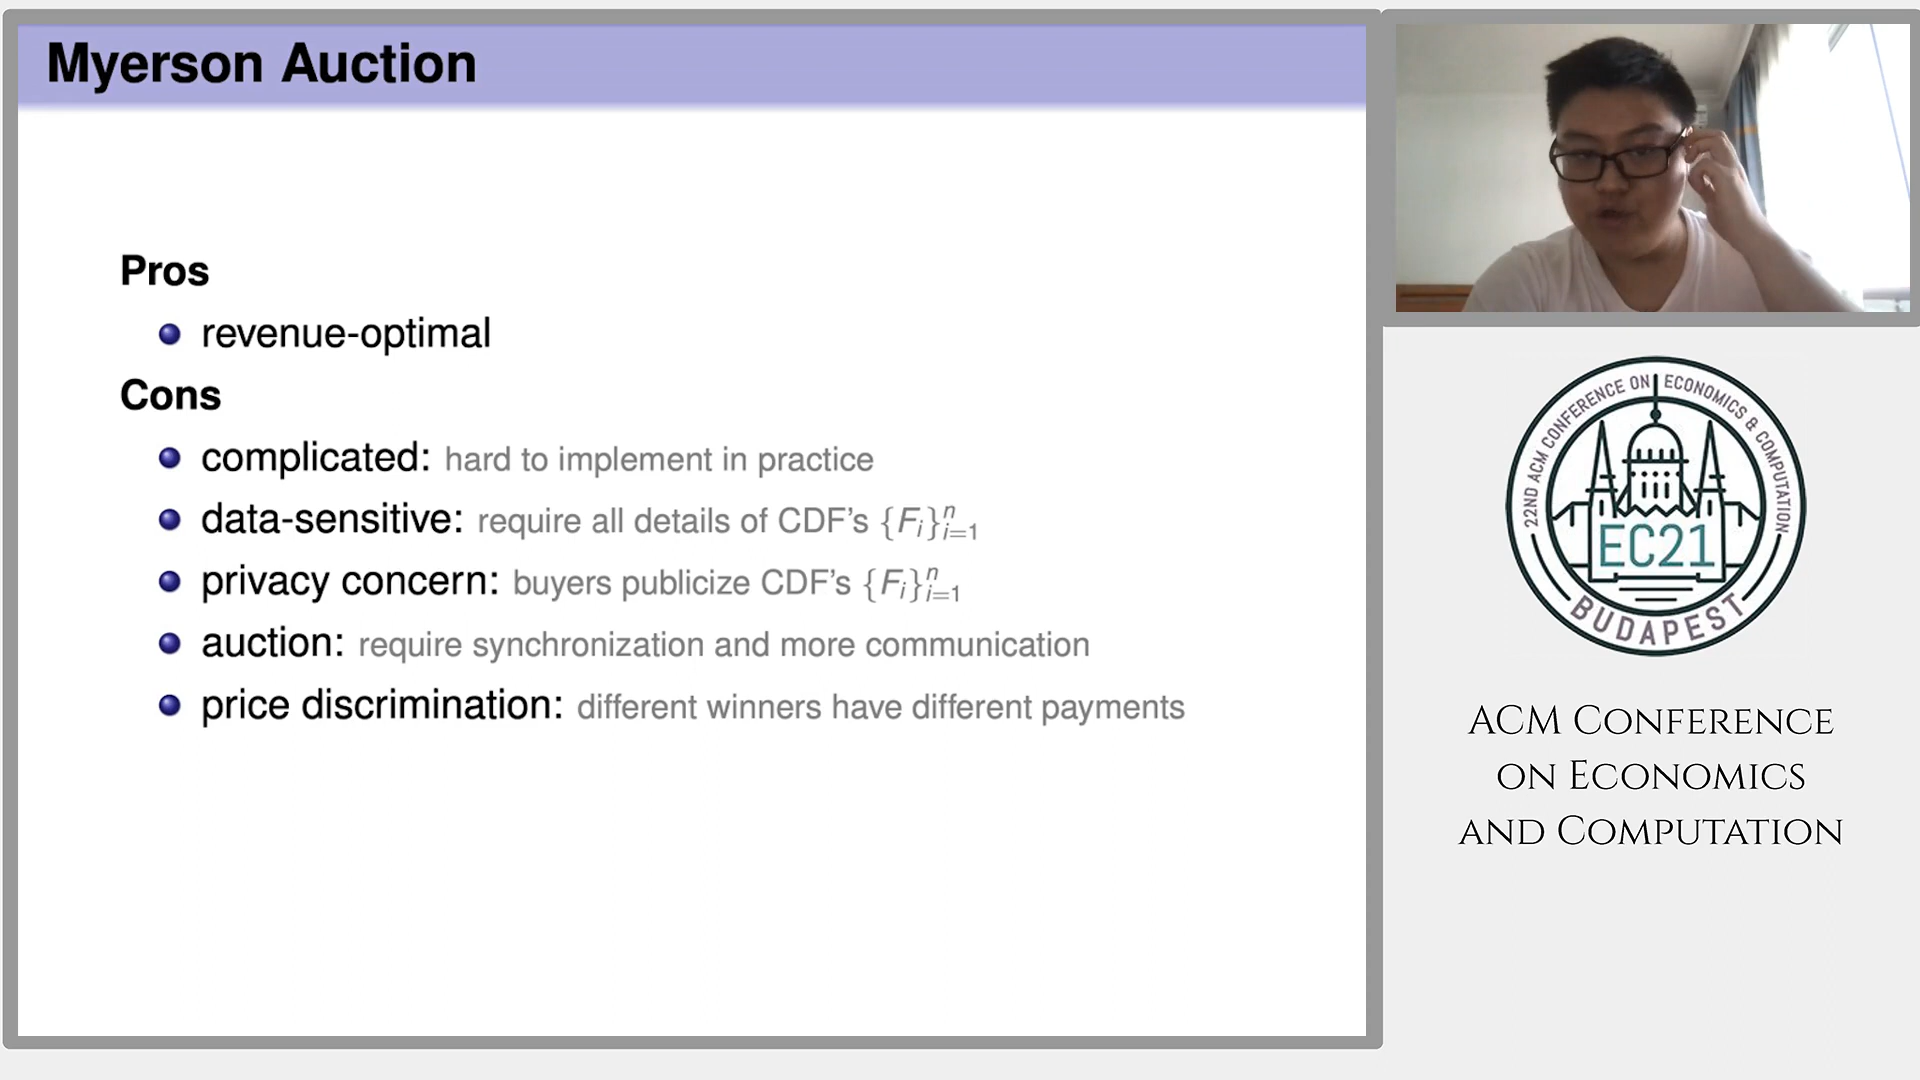 Myerson Auction
Pros
revenue-optimal
Cons
complicated: hard to implement in practice
data-sensitive: require all details of CDF's {F_i}_{i=1}^n
privacy concern: buyers publicize CDF's {F_i}_{i=1}^n
auction: require synchronization and more communication
price discrimination: different winners have different payments
22ND ACM CONFERENCE ON ECONOMICS & COMPUTATION
EC21
BUDAPEST
ACM CONFERENCE
ON ECONOMICS
AND COMPUTATION